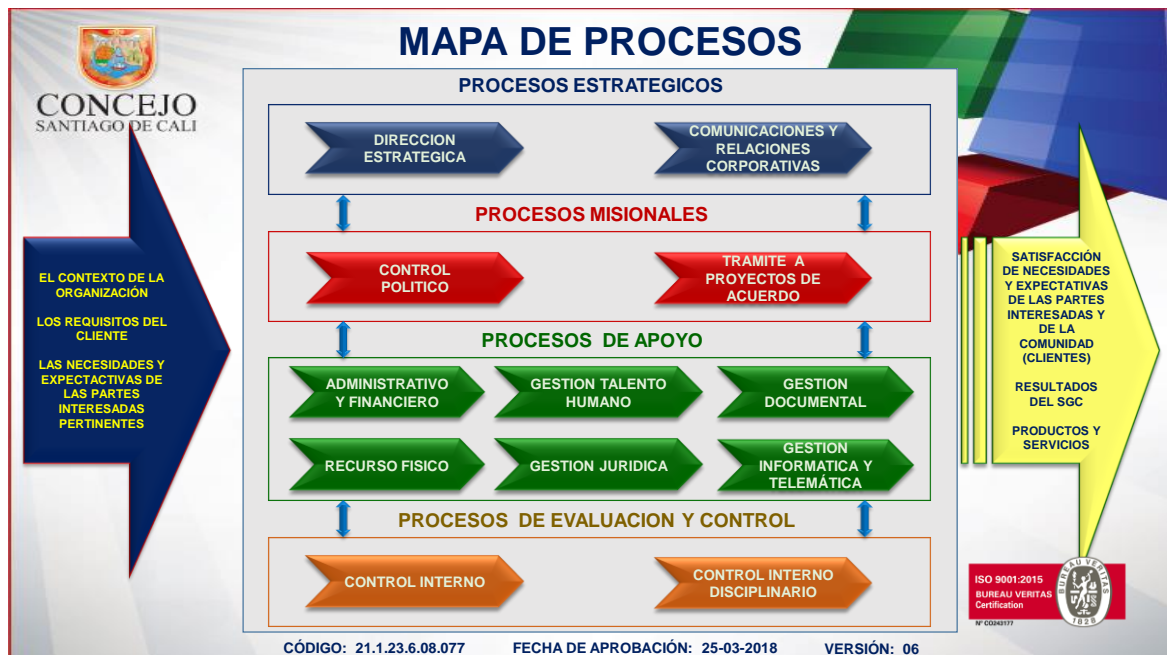 MAPA DE PROCESOS
CONCEJO
SANTIAGO DE CALI
PROCESOS ESTRATEGICOS
DIRECCION
ESTRATEGICA
COMUNICACIONES Y
RELACIONES
CORPORATIVAS
PROCESOS MISIONALES
CONTROL
POLITICO
TRAMITE A
PROYECTOS DE
ACUERDO
PROCESOS DE APOYO
ADMINISTRATIVO
Y FINANCIERO
GESTION TALENTO
HUMANO
GESTION
DOCUMENTAL
RECURSO FISICO
GESTION JURIDICA
GESTION
INFORMATICA Y
TELEMÁTICA
PROCESOS DE EVALUACION Y CONTROL
CONTROL INTERNO
CONTROL INTERNO
DISCIPLINARIO
EL CONTEXTO DE LA
ORGANIZACIÓN
LOS REQUISITOS DEL
CLIENTE
LAS NECESIDADES Y
EXPECTACTIVAS DE
LAS PARTES
INTERESADAS
PERTINENTES
SATISFACCIÓN
DE NECESIDADES
Y EXPECTATIVAS
DE LAS PARTES
INTERESADAS Y
DE LA
COMUNIDAD
(CLIENTES)
RESULTADOS
DEL SGC
PRODUCTOS Y
SERVICIOS
ISO 9001:2015
BUREAU VERITAS
Certification
N° CO243177
BUREAU VERITAS
1828
CÓDIGO: 21.1.23.6.08.077
FECHA DE APROBACIÓN: 25-03-2018
VERSIÓN: 06